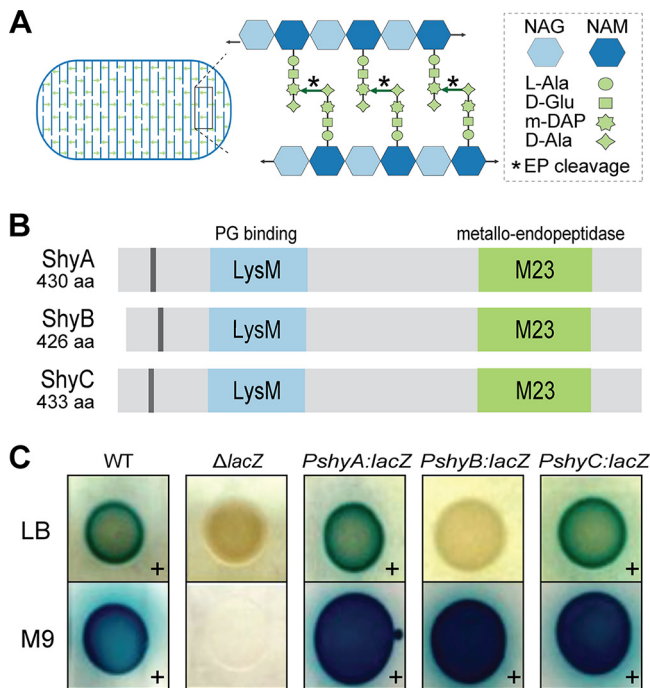 A
NAG NAM
L-Ala
D-Glu
m-DAP
D-Ala
* EP cleavage
* * *
B
PG binding metallo-endopeptidase
ShyA
430 aa
LysM M23
ShyB
426 aa
LysM M23
ShyC
433 aa
LysM M23
C
WT ΔlacZ PshyA:lacZ PshyB:lacZ PshyC:lacZ
LB
+ + +
M9
+ + + +